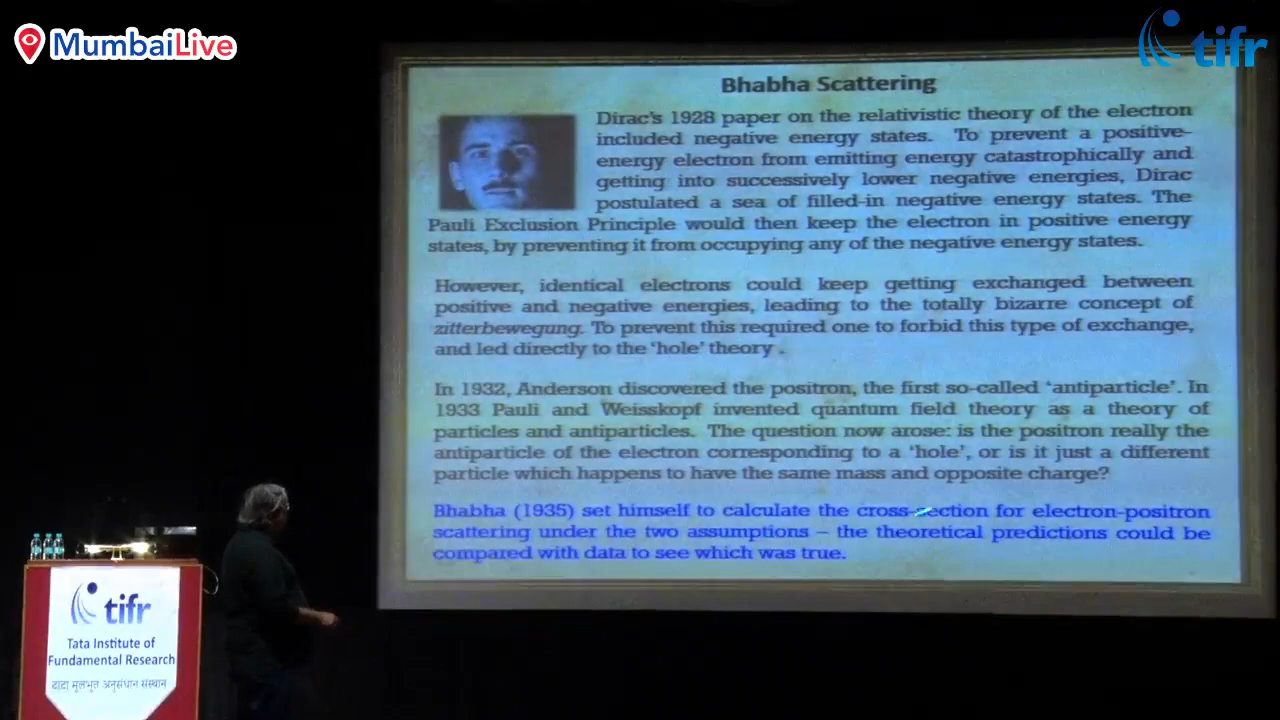 MumbaiLive
tifr
Bhabha Scattering
Dirac's 1928 paper on the relativistic theory of the electron
included negative energy states. To prevent a positive-
energy electron from emitting energy catastrophically and
getting into successively lower negative energies, Dirac
postulated a sea of filled-in negative energy states. The
Pauli Exclusion Principle would then keep the electron in positive energy
states, by preventing it from occupying any of the negative energy states.
However, identical electrons could keep getting exchanged between
positive and negative energies, leading to the totally bizarre concept of
zitterbewegung. To prevent this required one to forbid this type of exchange,
and led directly to the 'hole' theory .
In 1932, Anderson discovered the positron, the first so-called 'antiparticle'. In
1933 Pauli and Weisskopf invented quantum field theory as a theory of
particles and antiparticles. The question now arose: is the positron really the
antiparticle of the electron corresponding to a 'hole', or is it just a different
particle which happens to have the same mass and opposite charge?
Bhabha (1935) set himself to calculate the cross-section for electron-positron
scattering under the two assumptions – the theoretical predictions could be
compared with data to see which was true.
tifr
Tata Institute of
Fundamental Research
टाटा मूलभूत अनुसंधान संस्थान